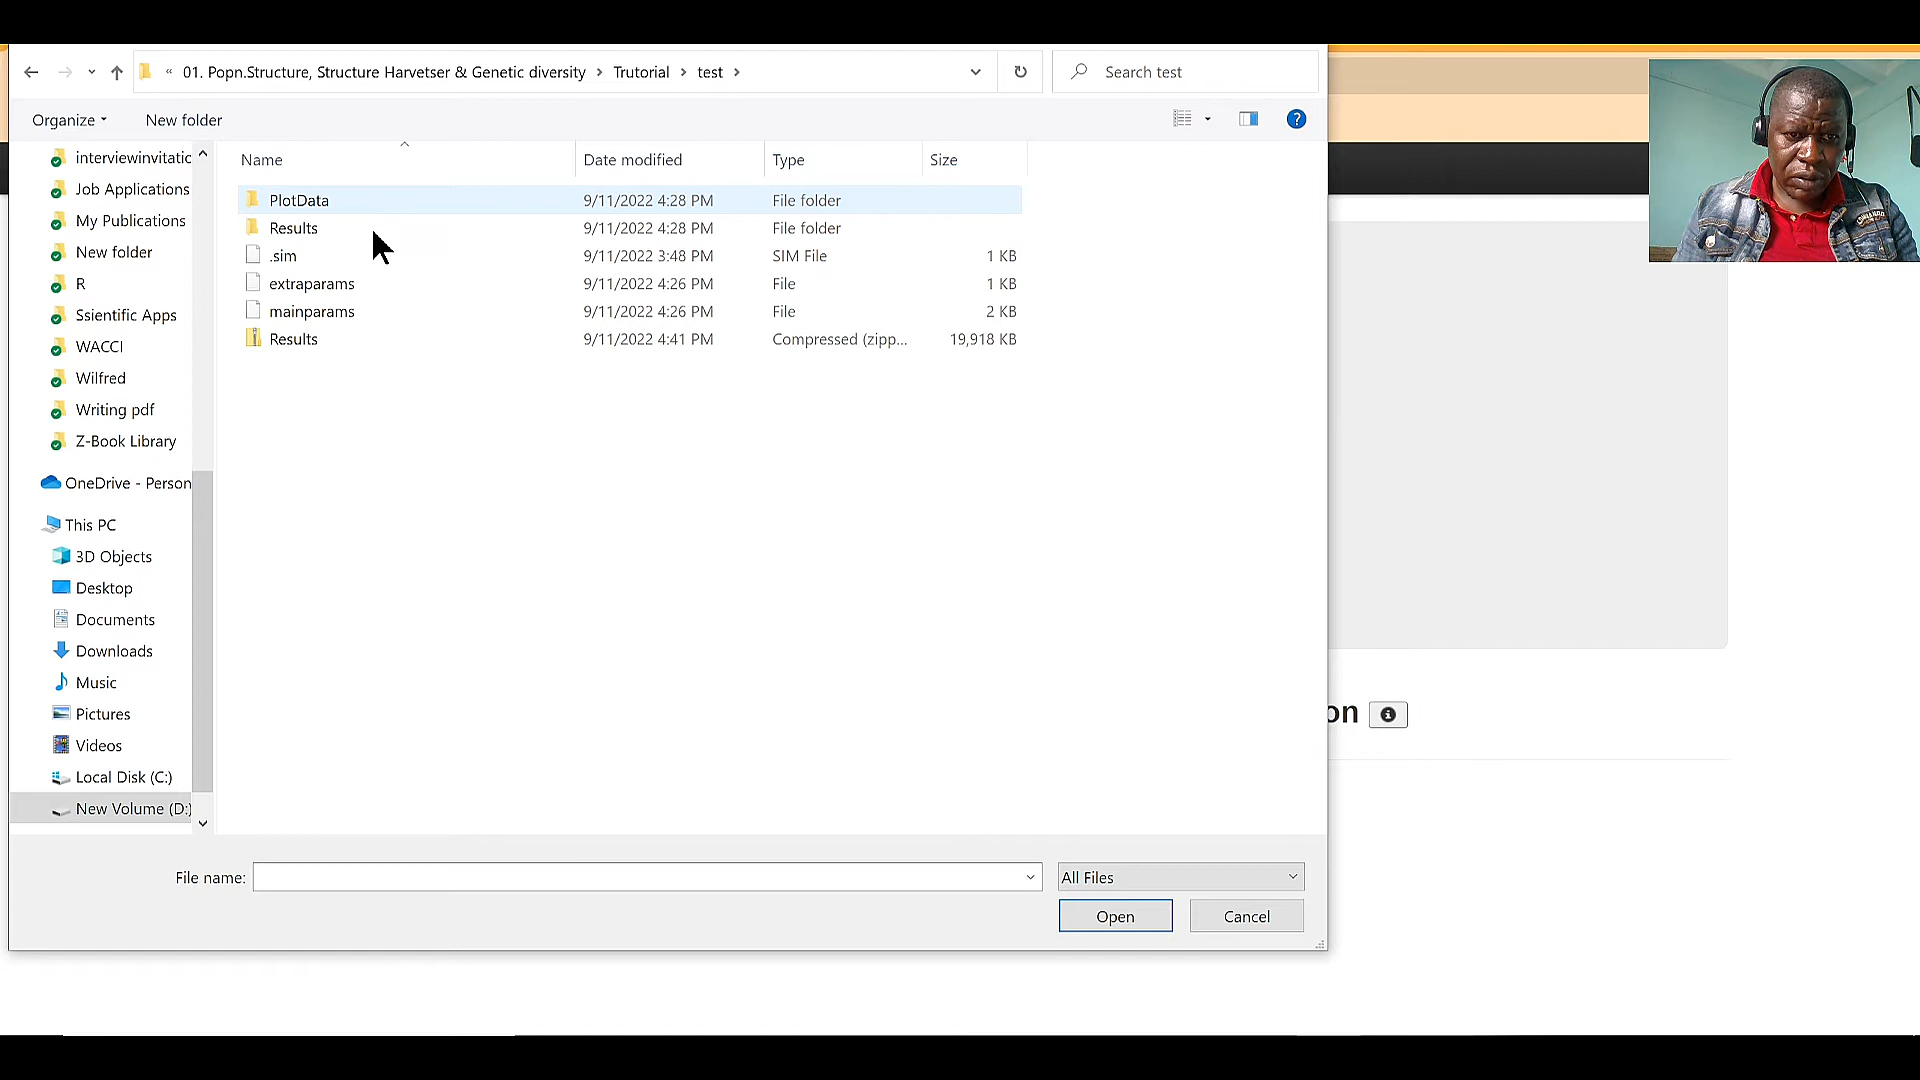 « 01. Popn.Structure, Structure Harvetser & Genetic diversity › Trutorial › test ›
Search test
Organize
New folder
Name
Date modified
Type
Size
interviewinvitatic
Job Applications
My Publications
New folder
R
Ssientific Apps
WACCI
Wilfred
Writing pdf
Z-Book Library
OneDrive - Person
This PC
3D Objects
Desktop
Documents
Downloads
Music
Pictures
Videos
Local Disk (C:)
New Volume (D:)
PlotData 9/11/2022 4:28 PM File folder
Results 9/11/2022 4:28 PM File folder
.sim 9/11/2022 3:48 PM SIM File 1 KB
extraparams 9/11/2022 4:26 PM File 1 KB
mainparams 9/11/2022 4:26 PM File 2 KB
Results 9/11/2022 4:41 PM Compressed (zipp... 19,918 KB
on
File name:
All Files
Open
Cancel